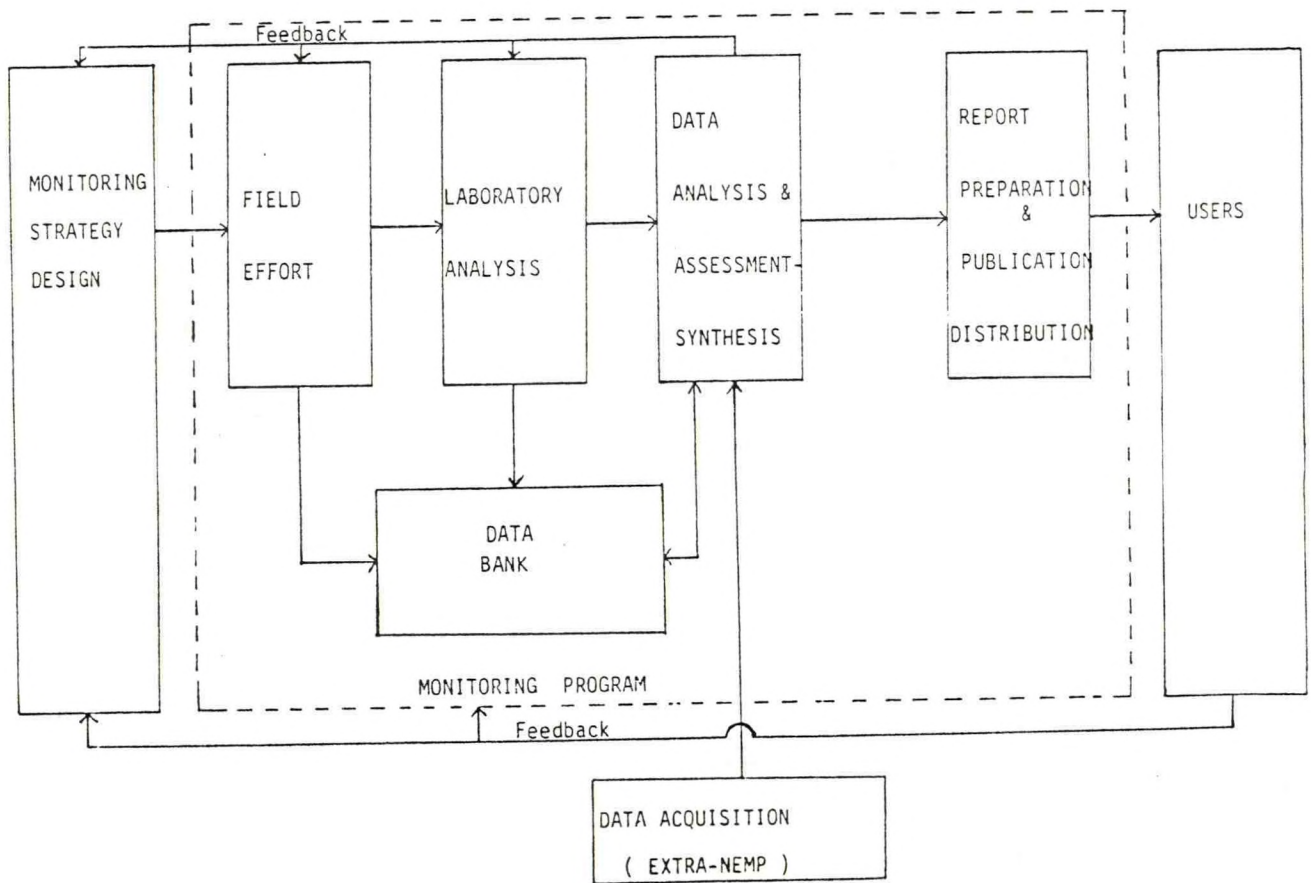 Feedback
MONITORING
STRATEGY
DESIGN
FIELD
EFFORT
LABORATORY
ANALYSIS
DATA
ANALYSIS &
ASSESSMENT-
SYNTHESIS
REPORT
PREPARATION
&
PUBLICATION
DISTRIBUTION
USERS
DATA
BANK
MONITORING PROGRAM
Feedback
DATA ACQUISITION
( EXTRA-NEMP )